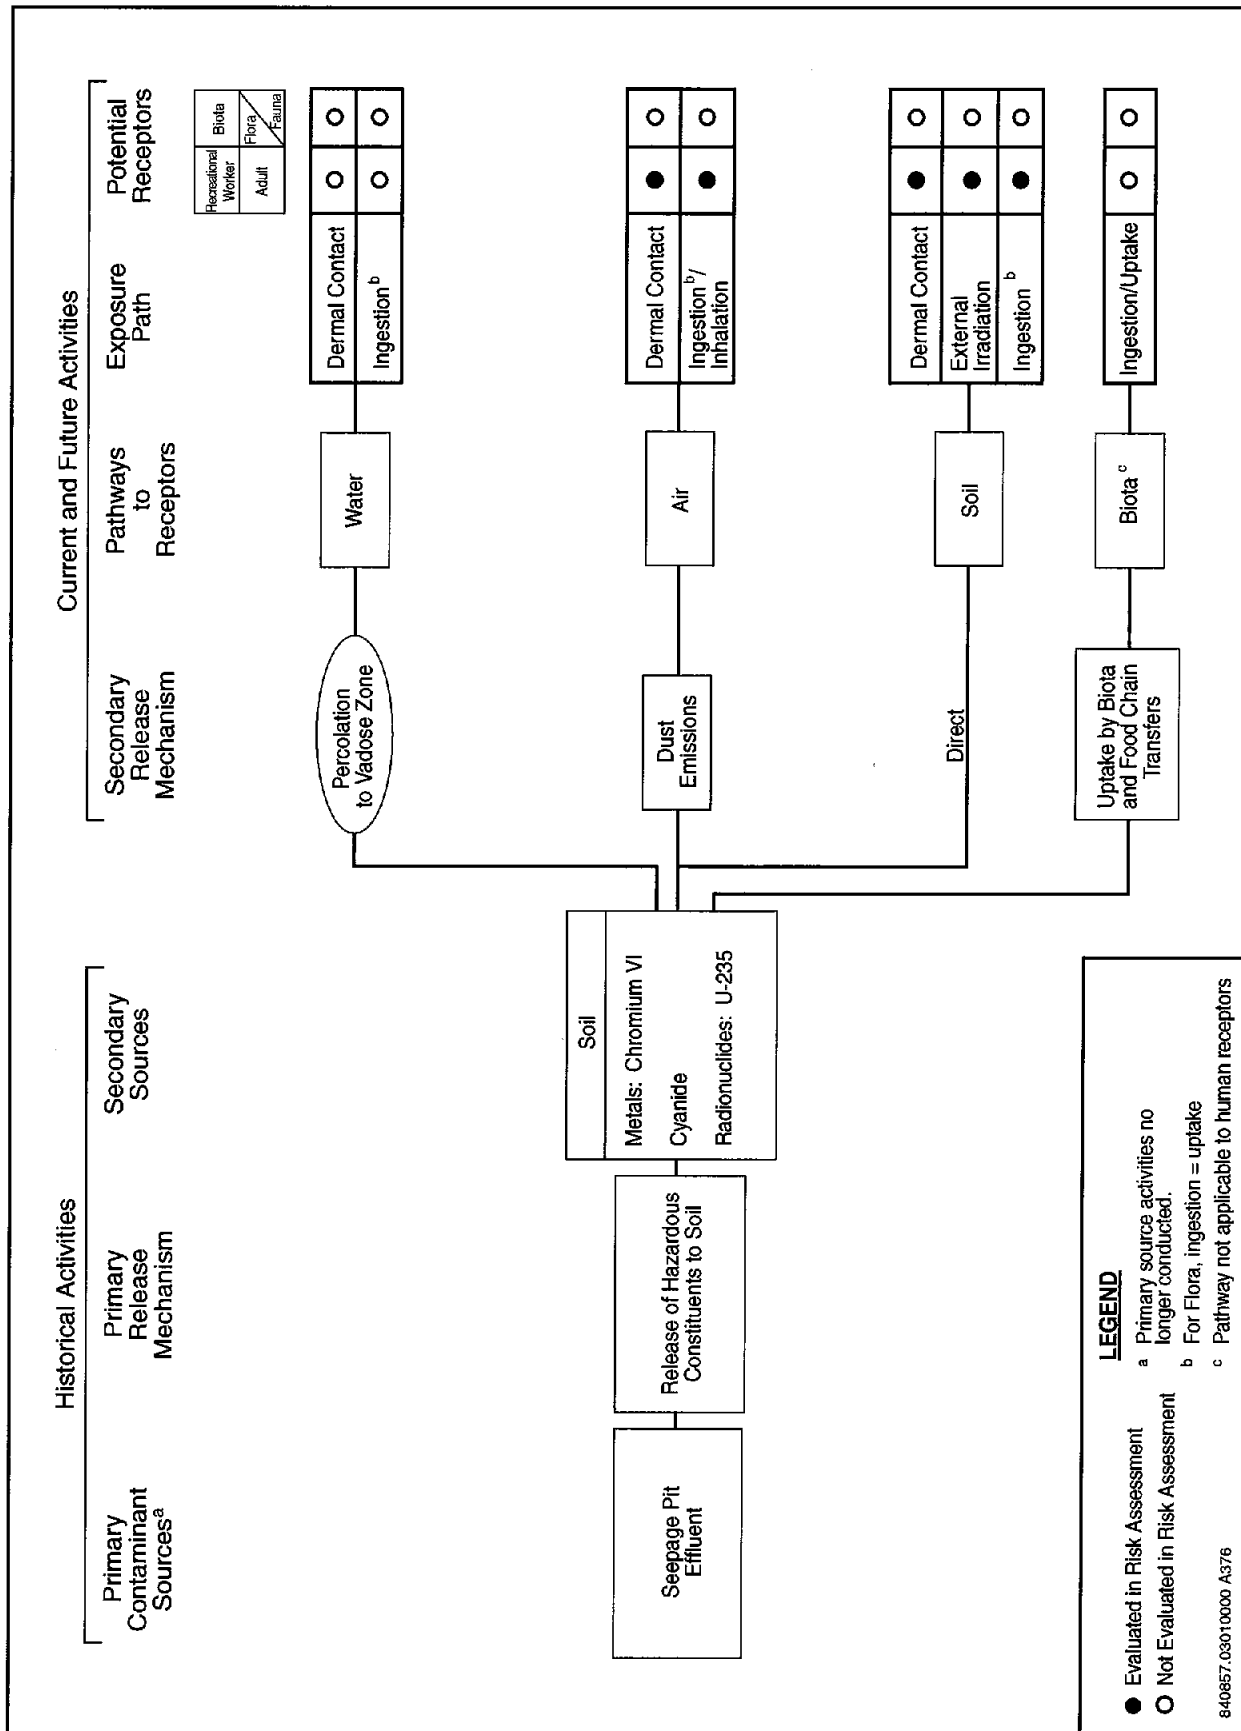 Historical Activities
Current and Future Activities
Primary
Contaminant
Sources a
Primary
Release
Mechanism
Secondary
Sources
Secondary
Release
Mechanism
Pathways
to
Receptors
Exposure
Path
Potential
Receptors
Recreational
Worker
Biota
Adult
Flora
Fauna
Seepage Pit
Effluent
Release of Hazardous
Constituents to Soil
Soil
Metals: Chromium VI
Cyanide
Radionuclides: U-235
Percolation
to Vadose Zone
Water
Dermal Contact
Ingestion b
Dust
Emissions
Air
Dermal Contact
Ingestion b/
Inhalation
Direct
Soil
Dermal Contact
External
Irradiation
Ingestion b
Uptake by Biota
and Food Chain
Transfers
Biota c
Ingestion/Uptake
LEGEND
Evaluated in Risk Assessment
Not Evaluated in Risk Assessment
a Primary source activities no
longer conducted.
b For Flora, ingestion = uptake
c Pathway not applicable to human receptors
840857.03010000 A376